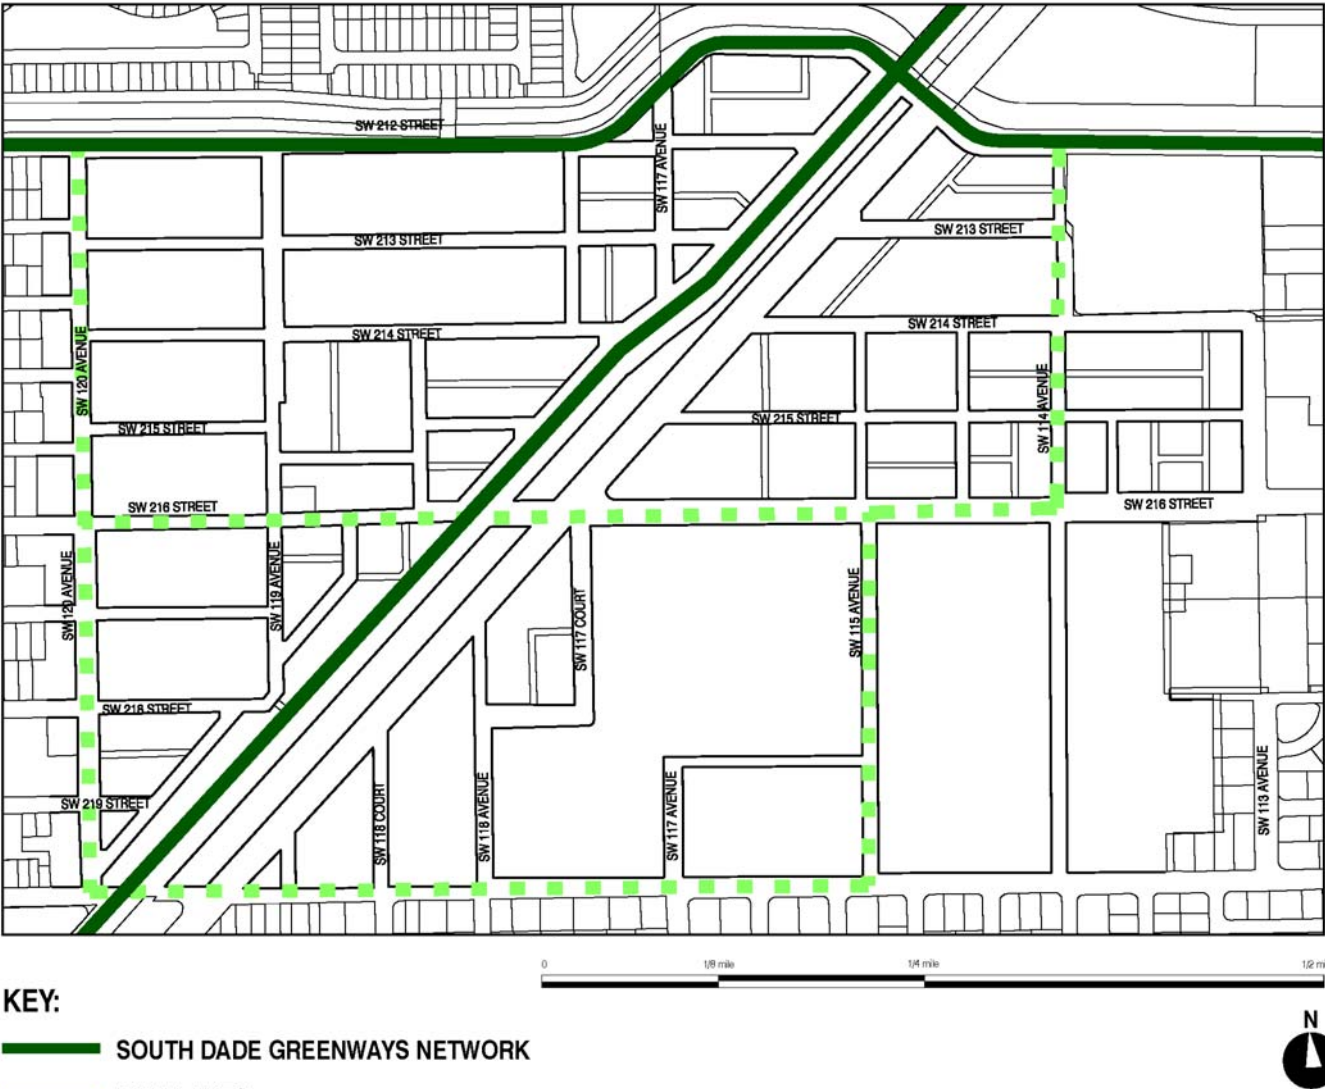 SW 212 STREET
SW 117 AVENUE
SW 213 STREET
SW 213 STREET
SW 214 STREET
SW 214 STREET
SW 120 AVENUE
SW 114 AVENUE
SW 215 STREET
SW 215 STREET
SW 216 STREET
SW 216 STREET
SW 120 AVENUE
SW 119 AVENUE
SW 117 COURT
SW 115 AVENUE
SW 218 STREET
SW 219 STREET
SW 118 COURT
SW 118 AVENUE
SW 117 AVENUE
SW 113 AVENUE
0 1/8 mile 1/4 mile 1/2 m
KEY:
N
SOUTH DADE GREENWAYS NETWORK